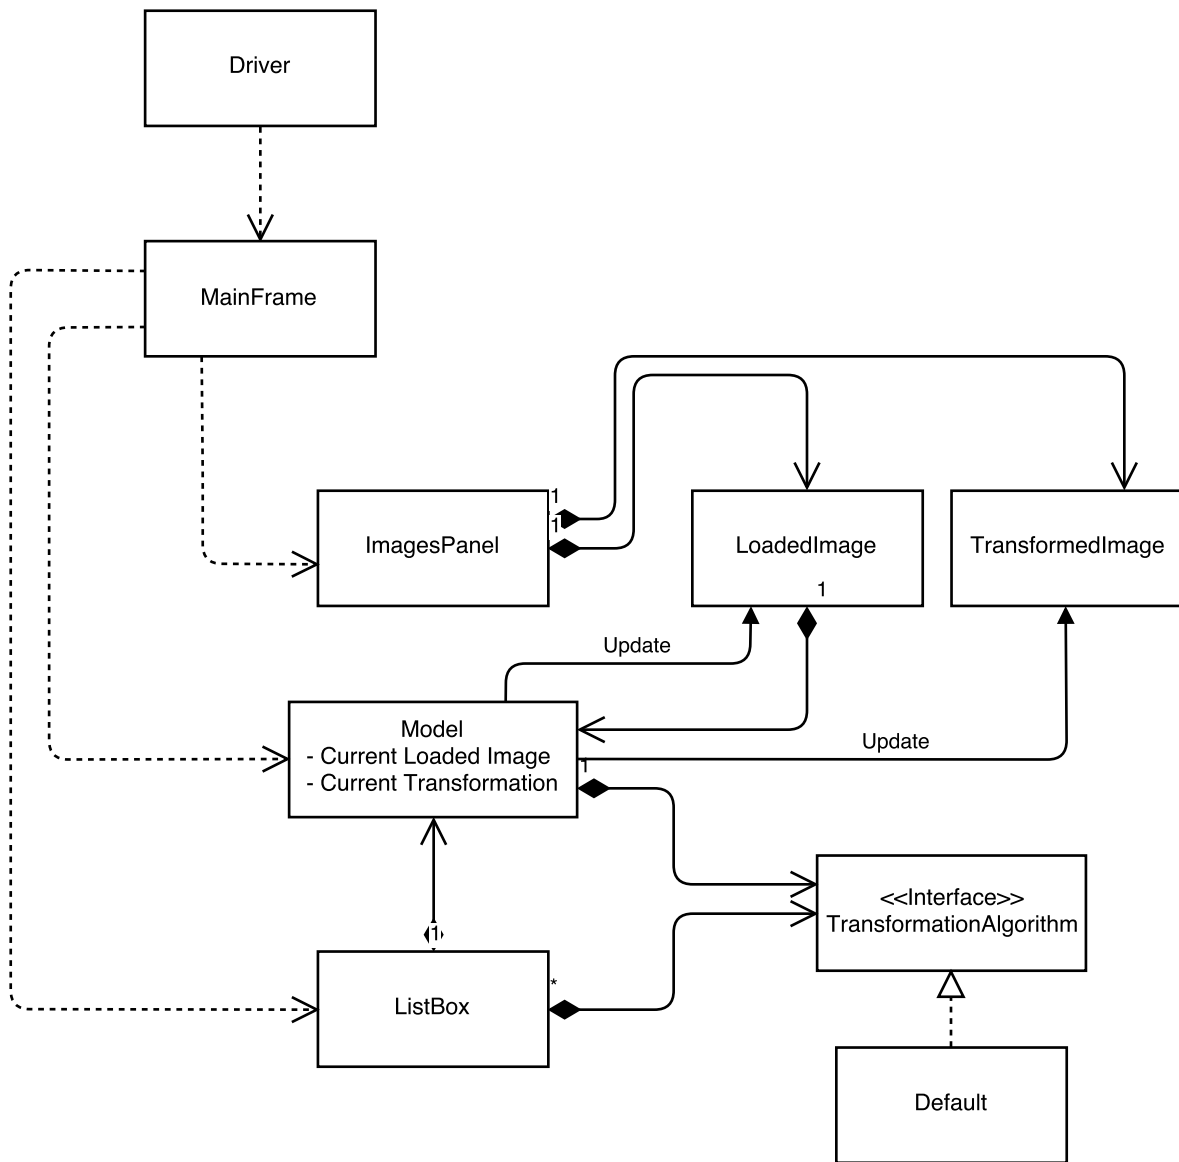 Driver
MainFrame
1
1
ImagesPanel
LoadedImage
1
TransformedImage
Update
Model
- Current Loaded Image
- Current Transformation
Update
1
<<Interface>>
TransformationAlgorithm
1
*
ListBox
Default